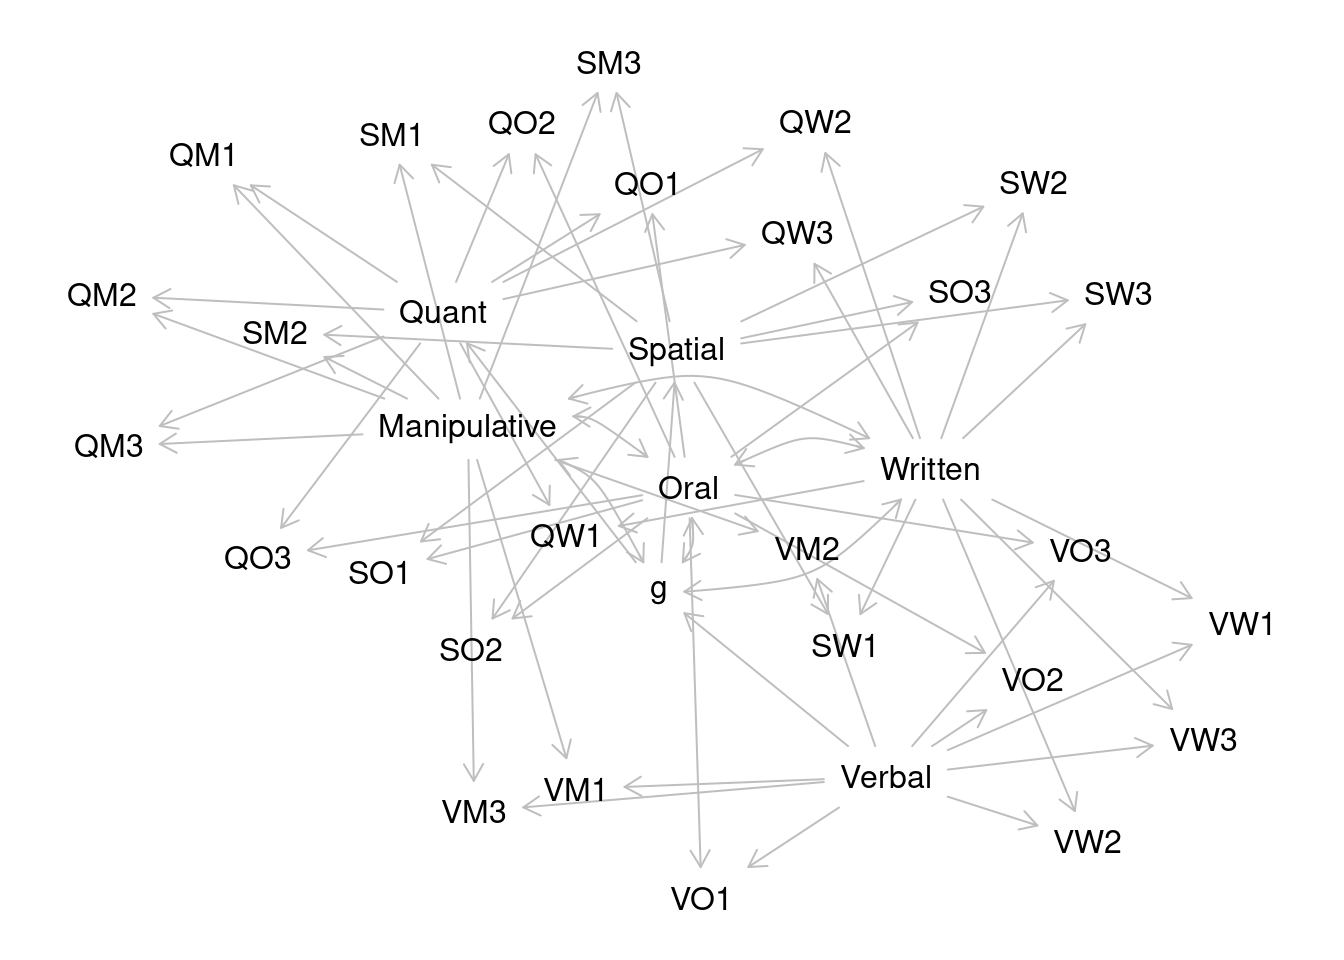 SM3
QO2
QW2
SM1
QM1
QO1
SW2
QW3
SO3
SW3
QM2
Quant
SM2
Spatial
Manipulative
QM3
Written
Oral
QW1
VM2
VO3
QO3
SO1
g
VW1
SW1
SO2
VO2
VW3
Verbal
VM1
VM3
VW2
VO1